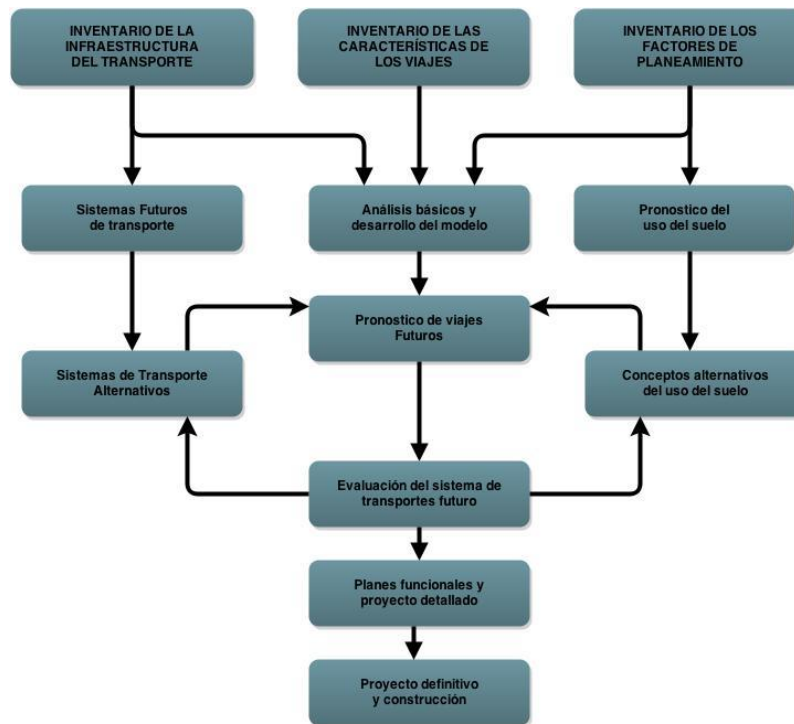 INVENTARIO DE LA
INFRAESTRUCTURA
DEL TRANSPORTE
INVENTARIO DE LAS
CARACTERÍSTICAS DE
LOS VIAJES
INVENTARIO DE LOS
FACTORES DE
PLANEAMIENTO
Sistemas Futuros
de transporte
Análisis básicos y
desarrollo del modelo
Pronostico del
uso del suelo
Pronostico de viajes
Futuros
Sistemas de Transporte
Alternativos
Conceptos alternativos
del uso del suelo
Evaluación del sistema de
transportes futuro
Planes funcionales y
proyecto detallado
Proyecto definitivo
y construcción